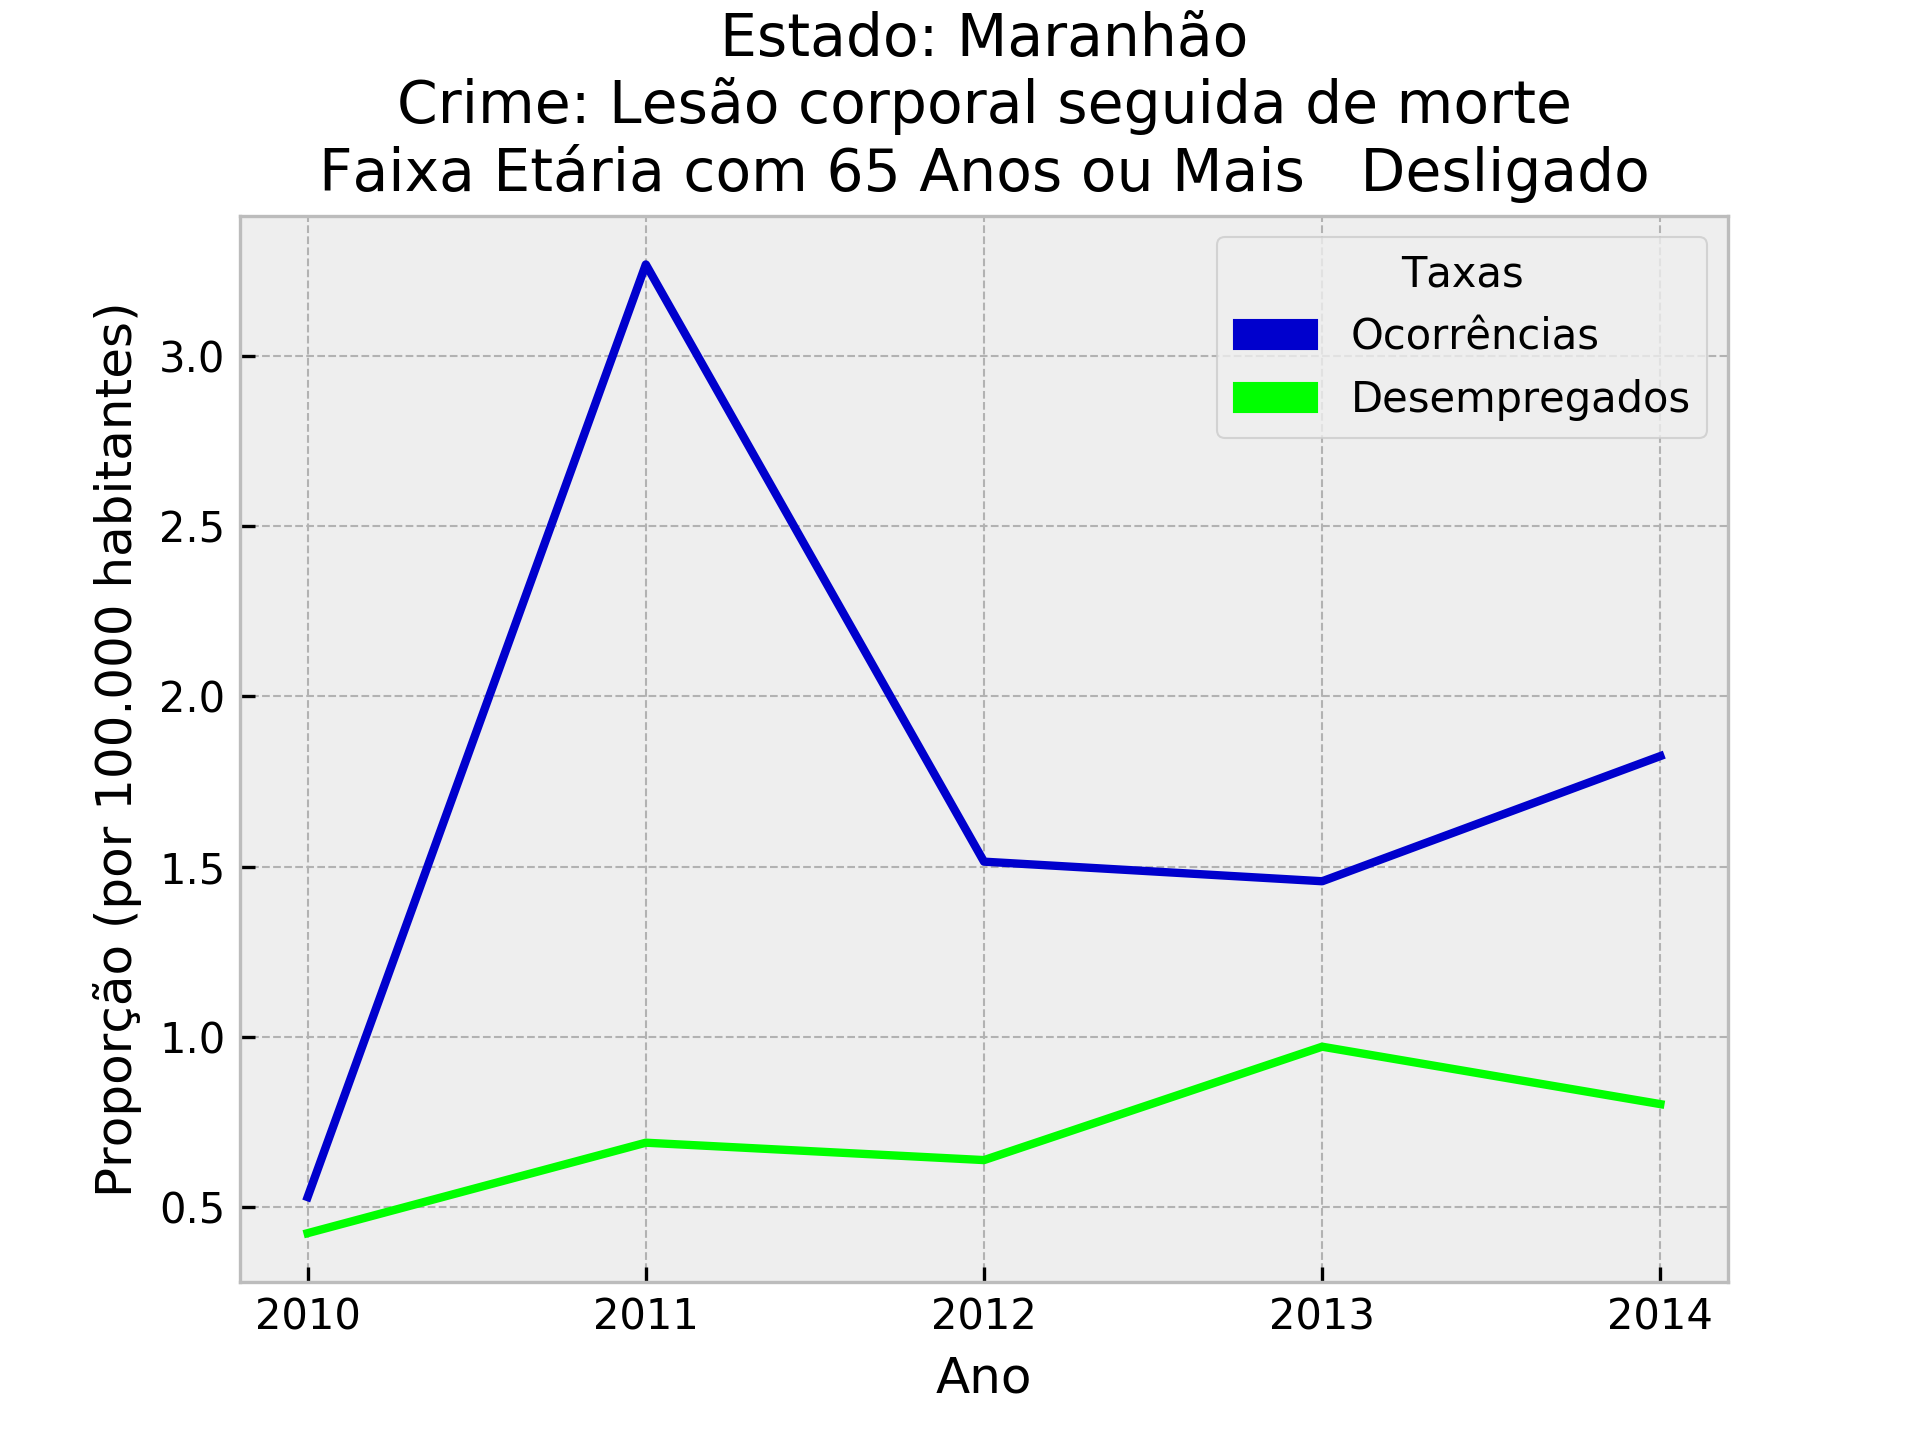 Estado: Maranhão
Crime: Lesão corporal seguida de morte
Faixa Etária com 65 Anos ou Mais   Desligado
Taxas
Ocorrências
Desempregados
Proporção (por 100.000 habitantes)
3.0
2.5
2.0
1.5
1.0
0.5
2010 2011 2012 2013 2014
Ano